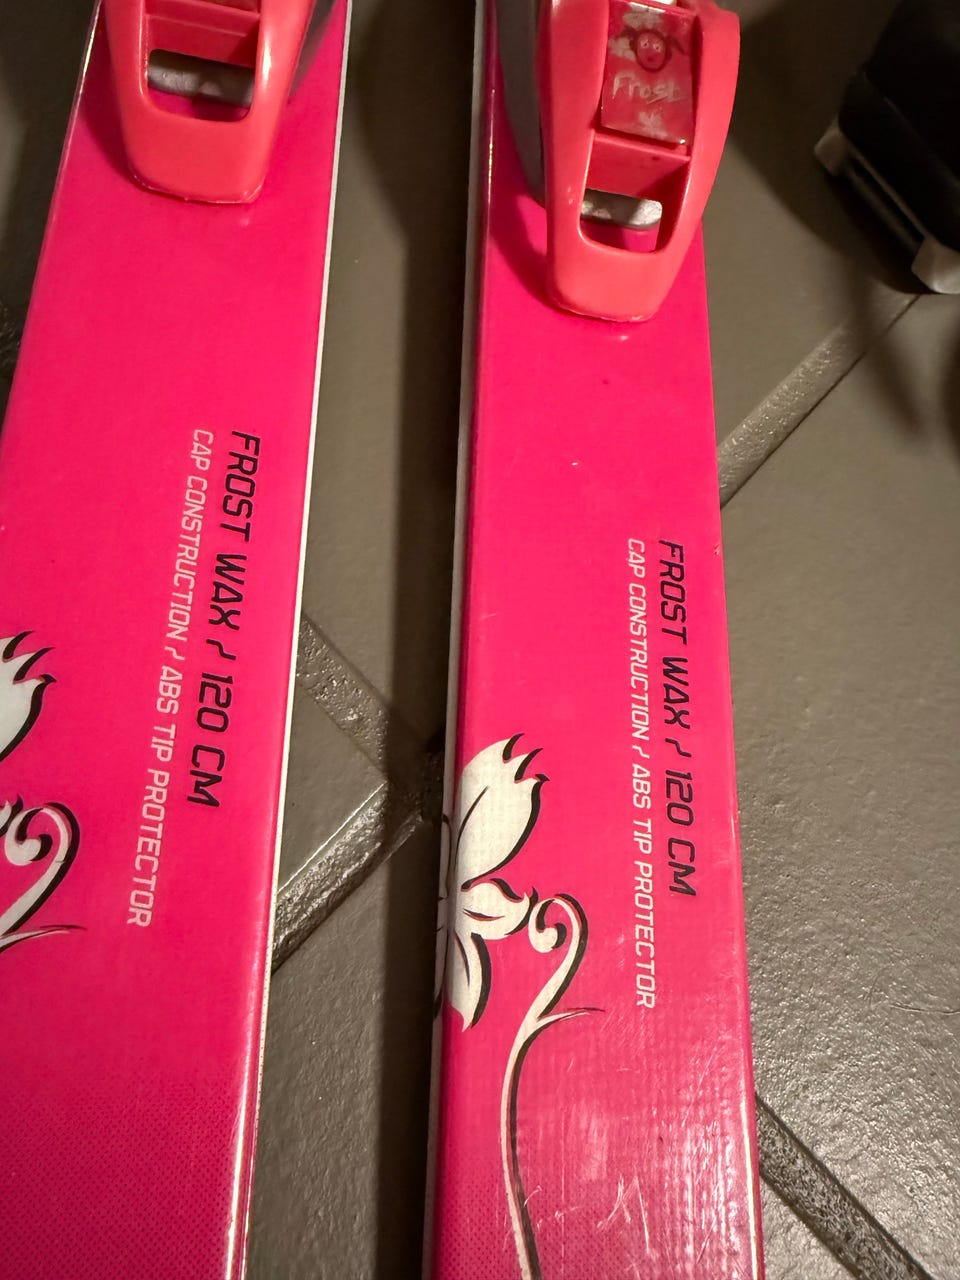 Frost
FROST WAX / 120 CM
CAP CONSTRUCTION / ABS TIP PROTECTOR
FROST WAX / 120 CM
CAP CONSTRUCTION / ABS TIP PROTECTOR